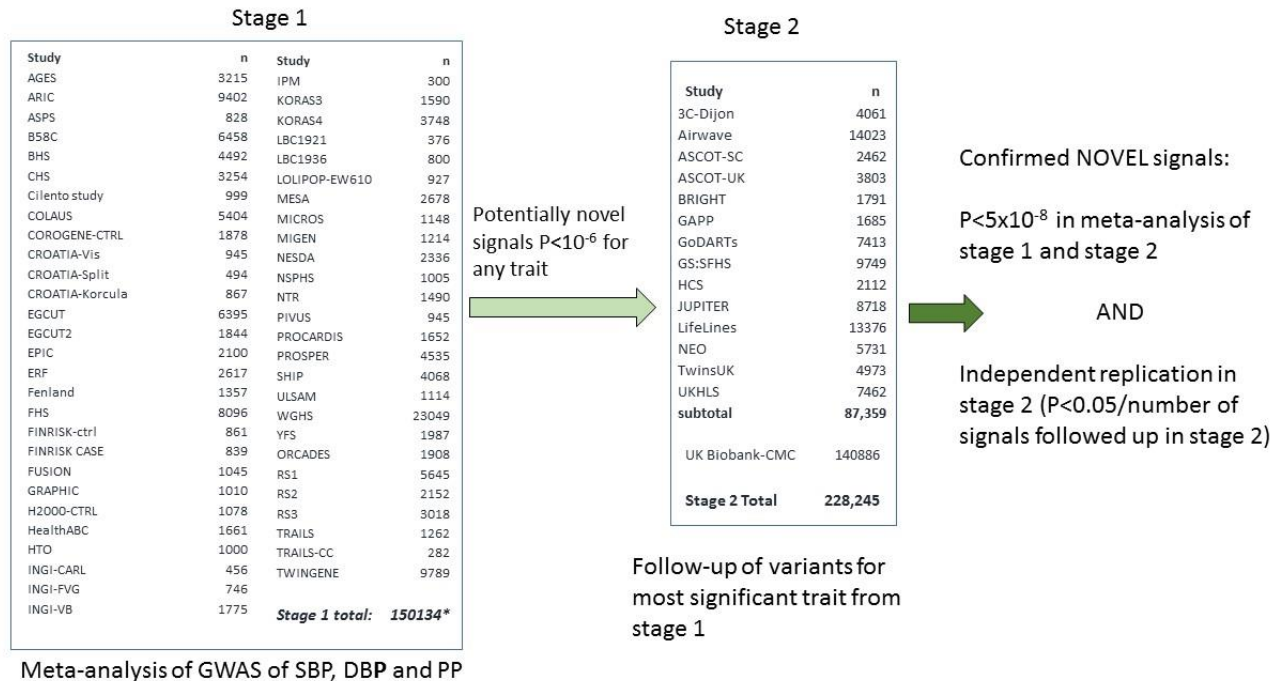 Stage 1
Study n Study n
AGES 3215 IPM 300
ARIC 9402 KORAS3 1590
ASPS 828 KORAS4 3748
B58C 6458 LBC1921 376
BHS 4492 LBC1936 800
CHS 3254 LOLIPOP-EW610 927
Cilento study 999 MESA 2678
COLAUS 5404 MICROS 1148
COROGENE-CTRL 1878 MIGEN 1214
CROATIA-Vis 945 NESDA 2336
CROATIA-Split 494 NSPHS 1005
CROATIA-Korcula 867 NTR 1490
EGCUT 6395 PIVUS 945
EGCUT2 1844 PROCARDIS 1652
EPIC 2100 PROSPER 4535
ERF 2617 SHIP 4068
Fenland 1357 ULSAM 1114
FHS 8096 WGHS 23049
FINRISK-ctrl 861 YFS 1987
FINRISK CASE 839 ORCADES 1908
FUSION 1045 RS1 5645
GRAPHIC 1010 RS2 2152
H2000-CTRL 1078 RS3 3018
HealthABC 1661 TRAILS 1262
HTO 1000 TRAILS-CC 282
INGI-CARL 456 TWINGENE 9789
INGI-FVG 746
INGI-VB 1775 Stage 1 total: 150134*
Meta-analysis of GWAS of SBP, DBP and PP
Potentially novel
signals P<10⁻⁶ for
any trait
Stage 2
Study n
3C-Dijon 4061
Airwave 14023
ASCOT-SC 2462
ASCOT-UK 3803
BRIGHT 1791
GAPP 1685
GoDARTs 7413
GS:SFHS 9749
HCS 2112
JUPITER 8718
LifeLines 13376
NEO 5731
TwinsUK 4973
UKHLS 7462
subtotal 87,359
UK Biobank-CMC 140886
Stage 2 Total 228,245
Follow-up of variants for
most significant trait from
stage 1
Confirmed NOVEL signals:
P<5x10⁻⁸ in meta-analysis of
stage 1 and stage 2
AND
Independent replication in
stage 2 (P<0.05/number of
signals followed up in stage 2)